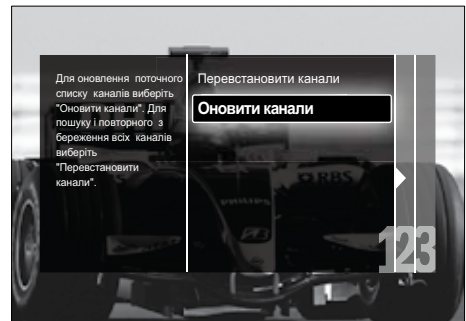 Для оновлення поточного
списку каналів виберіть
"Оновити канали". Для
пошуку і повторного з
береження всіх каналів
виберіть
"Перевстановити
канали".
Перевстановити канали
Оновити канали
RBS
PHILIPS
123